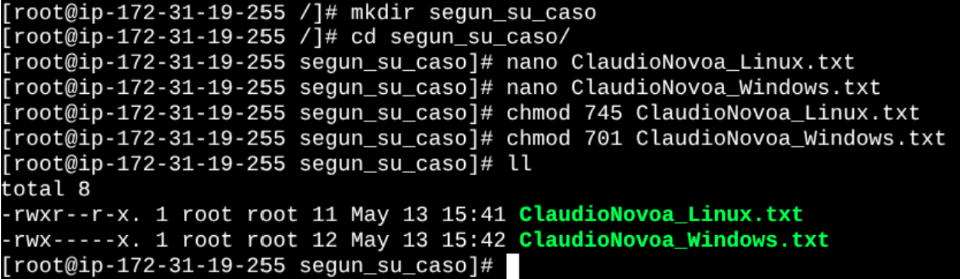 [root@ip-172-31-19-255 /]# mkdir segun_su_caso
[root@ip-172-31-19-255 /]# cd segun_su_caso/
[root@ip-172-31-19-255 segun_su_caso]# nano ClaudioNovoa_Linux.txt
[root@ip-172-31-19-255 segun_su_caso]# nano ClaudioNovoa_Windows.txt
[root@ip-172-31-19-255 segun_su_caso]# chmod 745 ClaudioNovoa_Linux.txt
[root@ip-172-31-19-255 segun_su_caso]# chmod 701 ClaudioNovoa_Windows.txt
[root@ip-172-31-19-255 segun_su_caso]# ll
total 8
-rwxr--r-x. 1 root root 11 May 13 15:41 ClaudioNovoa_Linux.txt
-rwx-----x. 1 root root 12 May 13 15:42 ClaudioNovoa_Windows.txt
[root@ip-172-31-19-255 segun_su_caso]#